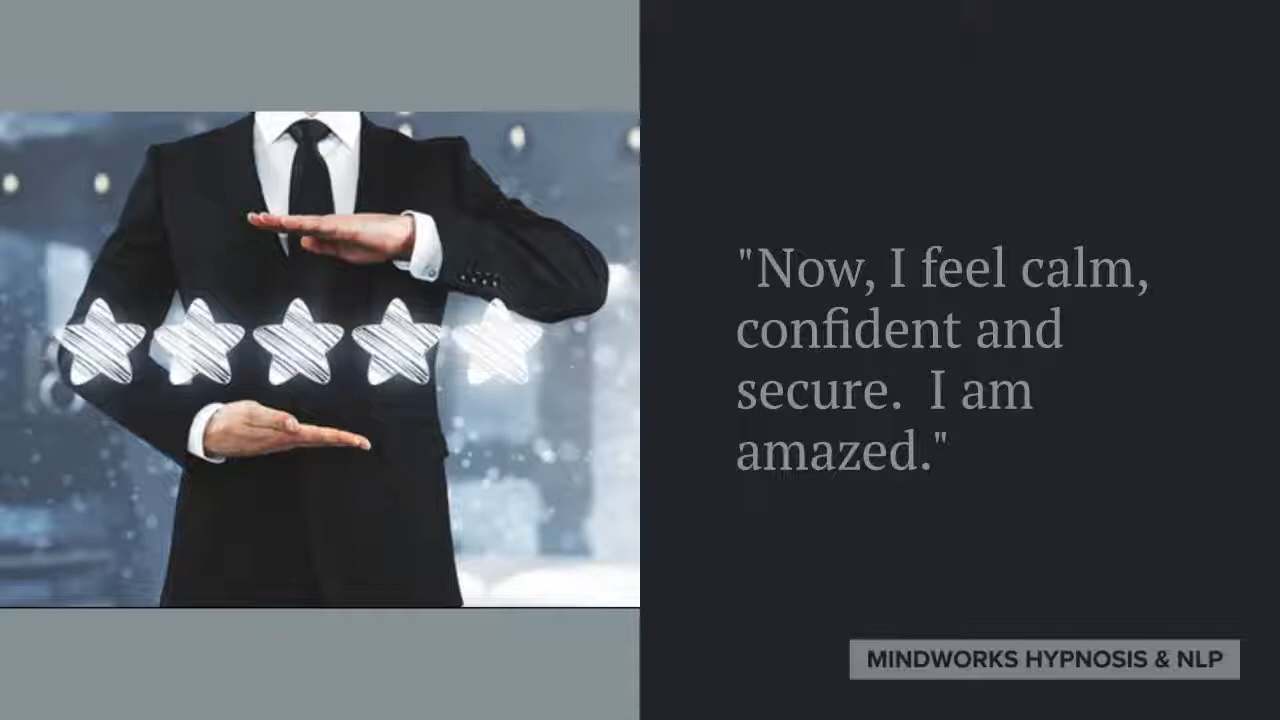 "Now, I feel calm,
confident and
secure.  I am
amazed."
MINDWORKS HYPNOSIS & NLP